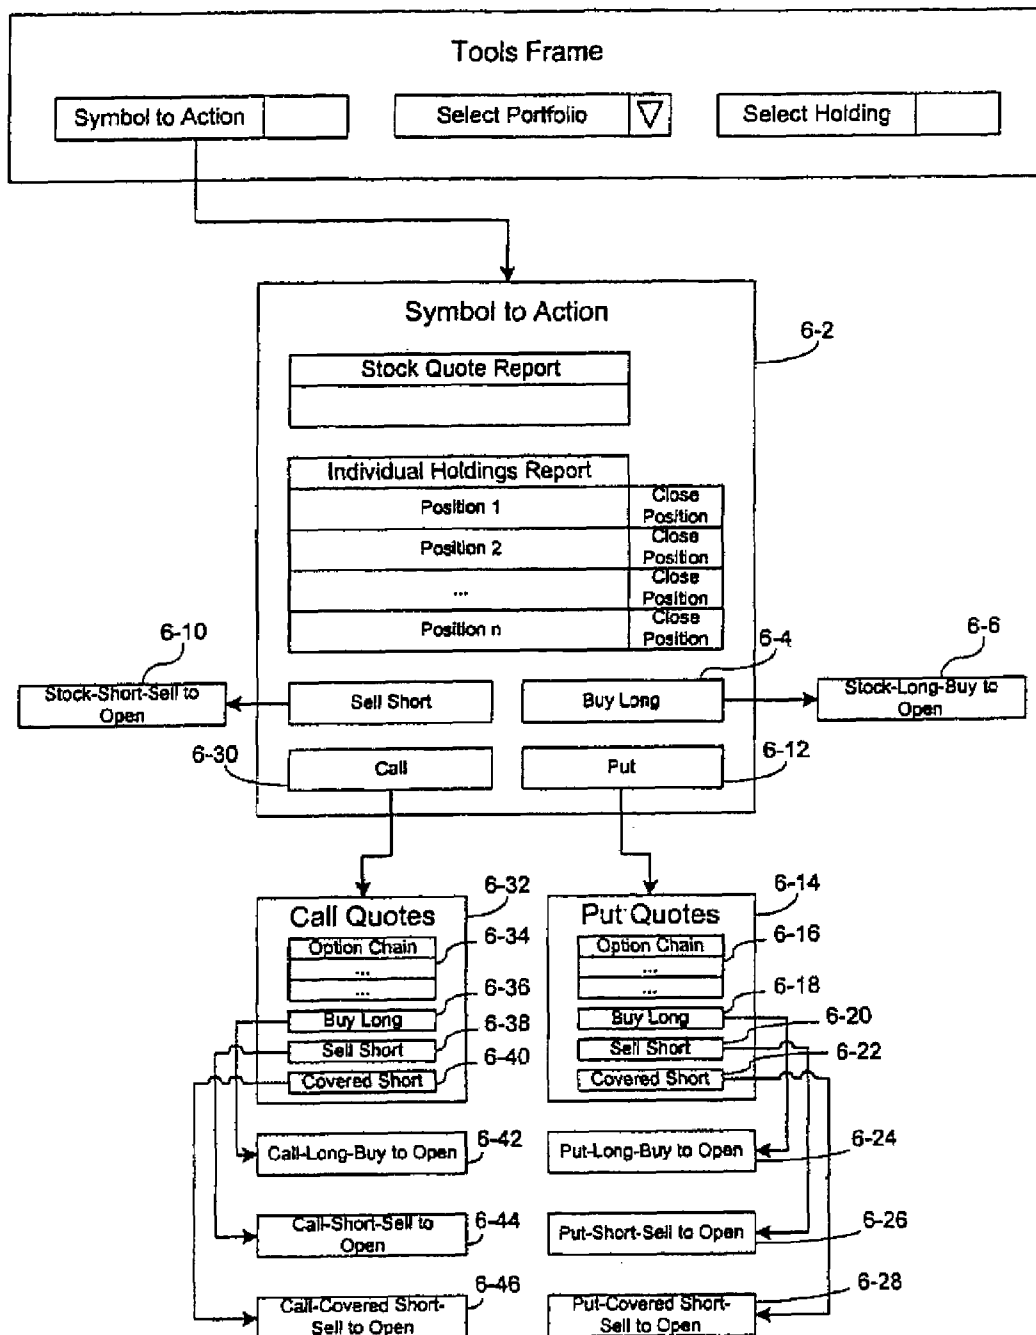 Tools Frame
Symbol to Action
Select Portfolio
Select Holding
Symbol to Action
6-2
Stock Quote Report
Individual Holdings Report
Position 1
Close
Position
Position 2
Close
Position
...
Close
Position
Position n
Close
Position
6-10
6-4
6-6
Stock-Short-Sell to
Open
Sell Short
Buy Long
Stock-Long-Buy to
Open
6-30
Call
Put
6-12
Call Quotes
6-32
Option Chain
...
...
6-34
Buy Long
6-36
Sell Short
6-38
Covered Short
6-40
Put Quotes
6-14
Option Chain
...
...
6-16
Buy Long
6-18
Sell Short
6-20
Covered Short
6-22
Call-Long-Buy to Open
6-42
Put-Long-Buy to Open
6-24
Call-Short-Sell to
Open
6-44
Put-Short-Sell to Open
6-26
Call-Covered Short-
Sell to Open
6-46
Put-Covered Short-
Sell to Open
6-28